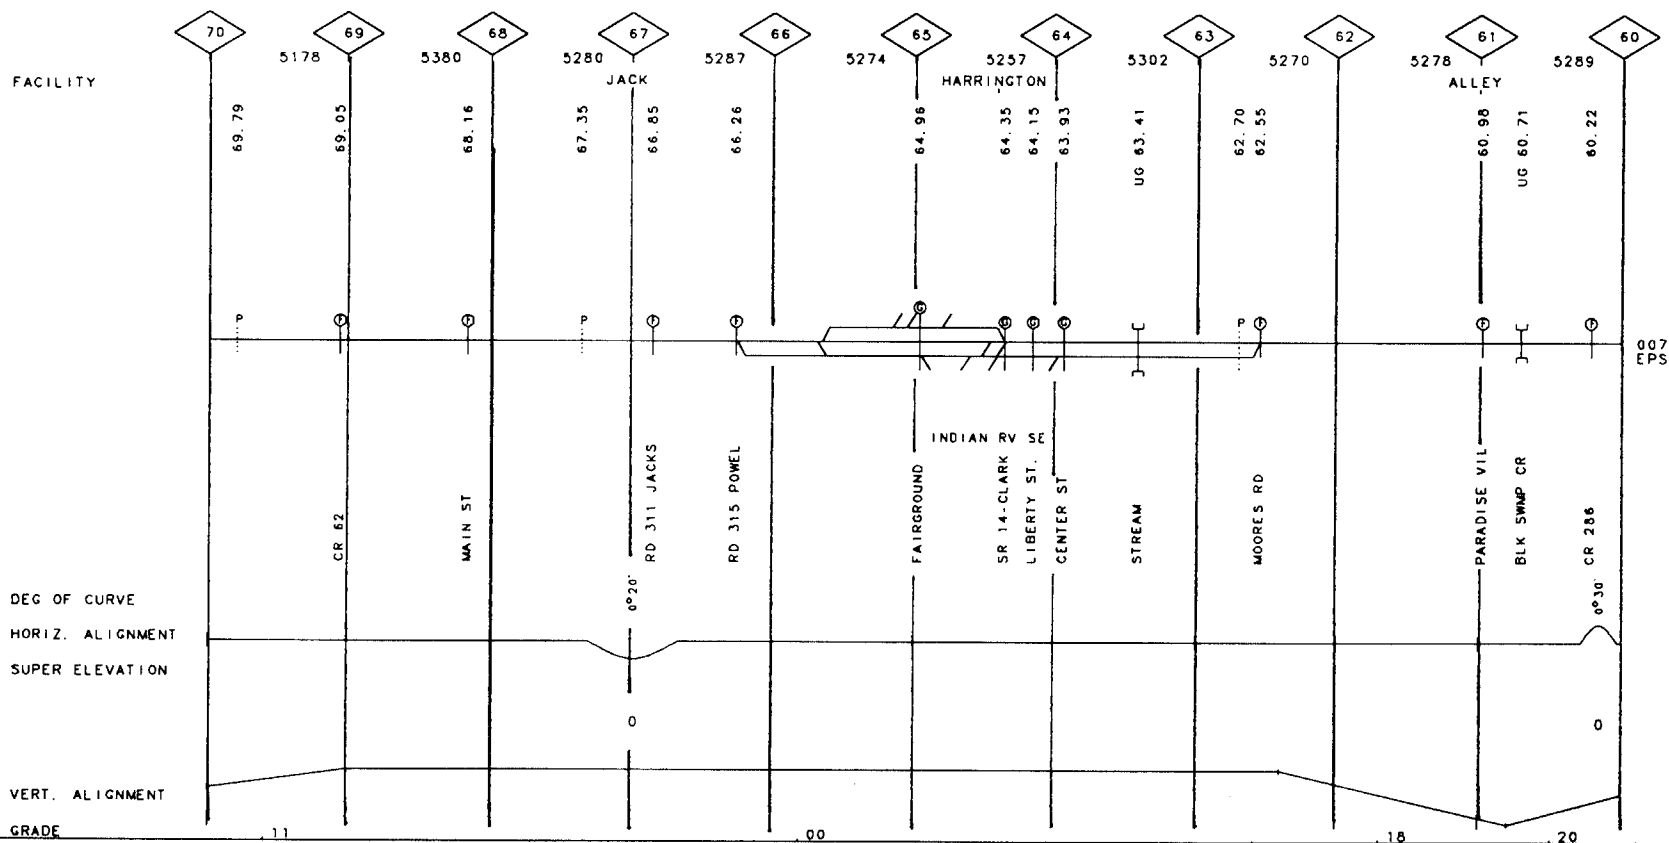 70 69 68 67 66 65 64 63 62 61 60
5178 5380 5280 5287 5274 5257 5302 5270 5278 5289
FACILITY JACK HARRINGTON ALLEY
69.79 69.05 68.16 67.35 66.85 66.26 64.96 64.35 64.15 63.93 UG 63.41 62.70 62.55 60.98 UG 60.71 60.22
P F F P F F G G G P F F F
007
EPS
INDIAN RV SE
CR 62 MAIN ST RD 311 JACKS RD 315 POWEL FAIRGROUND SR 14-CLARK LIBERTY ST. CENTER ST STREAM MOORES RD PARADISE VIL BLK SWMP CR CR 286
DEG OF CURVE 0°20' 0°30'
HORIZ. ALIGNMENT
SUPER ELEVATION
0 0
VERT. ALIGNMENT
GRADE .11 .00 .18 .20